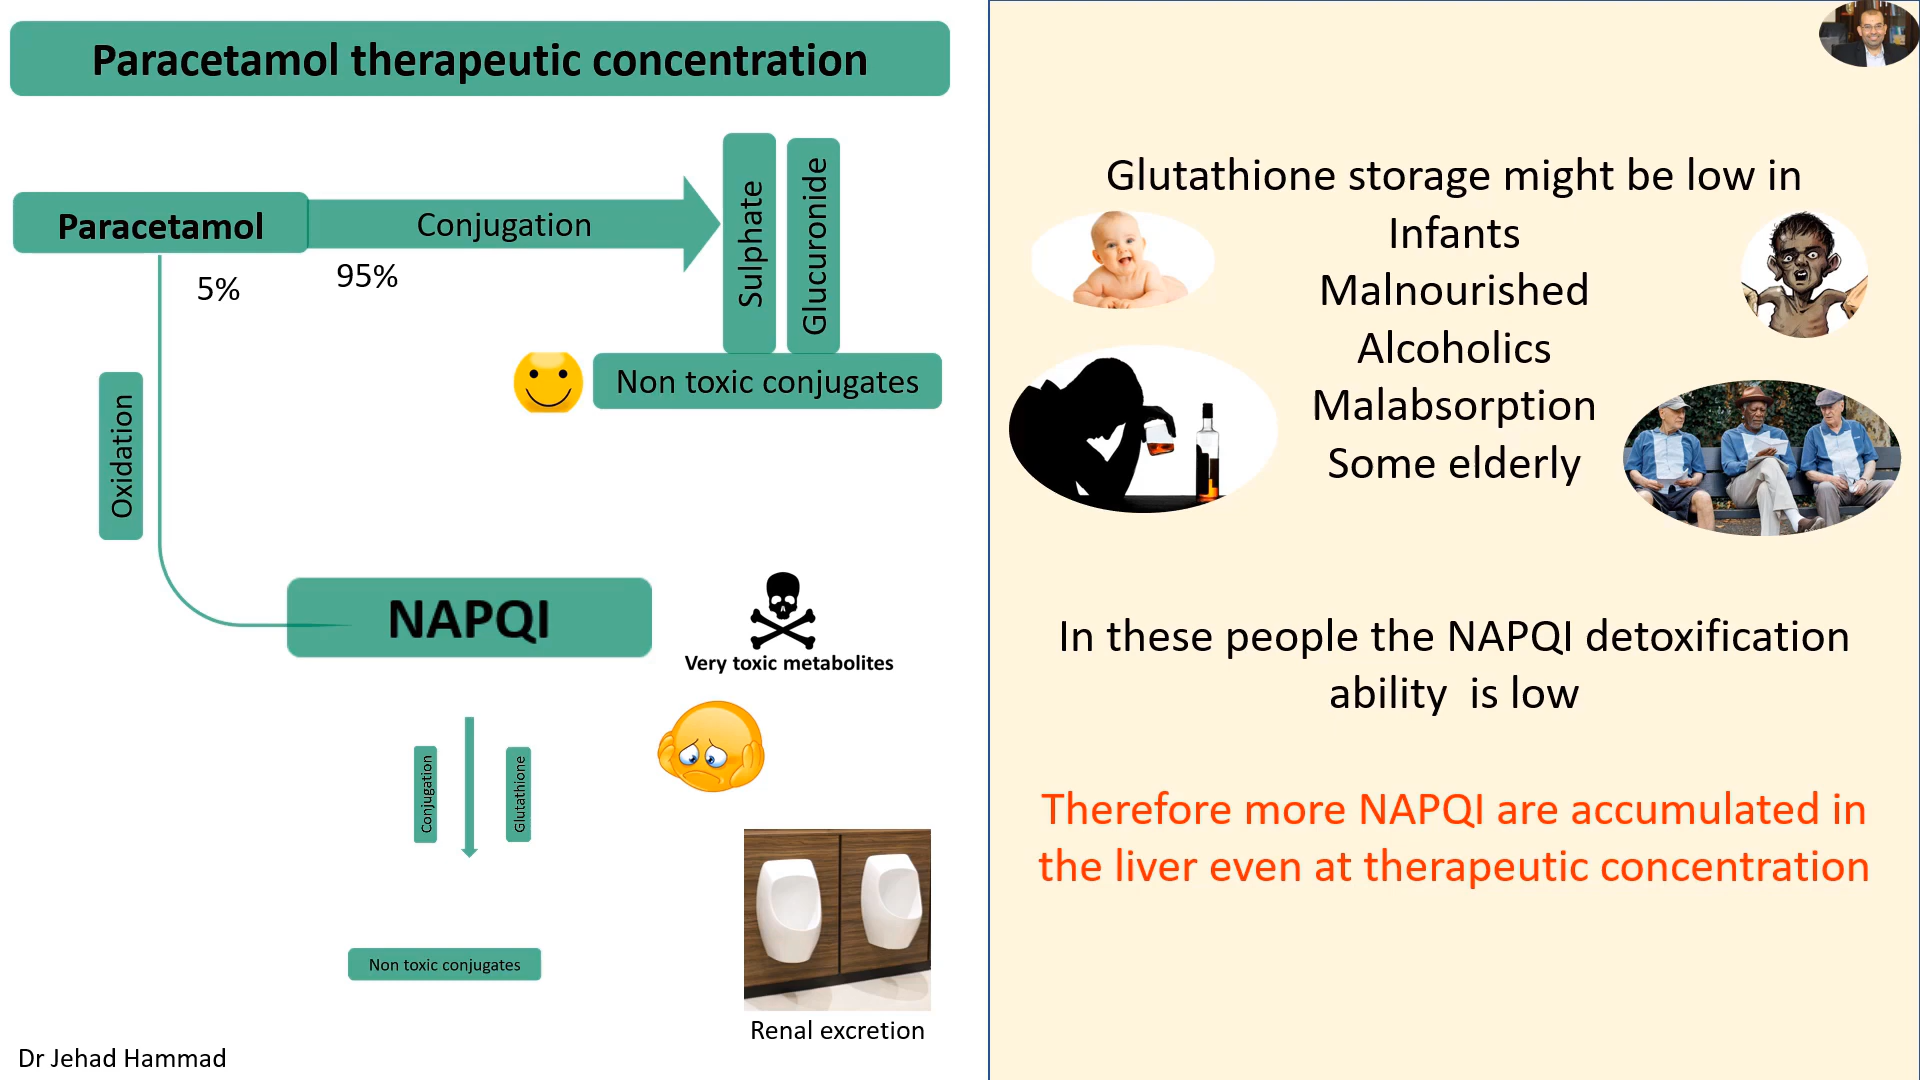 Paracetamol therapeutic concentration
Paracetamol
Conjugation
5%
95%
Sulphate
Glucuronide
Non toxic conjugates
Oxidation
NAPQI
Very toxic metabolites
Conjugation
Glutathione
Non toxic conjugates
Renal excretion
Dr Jehad Hammad
Glutathione storage might be low in
Infants
Malnourished
Alcoholics
Malabsorption
Some elderly
In these people the NAPQI detoxification
ability is low
Therefore more NAPQI are accumulated in
the liver even at therapeutic concentration